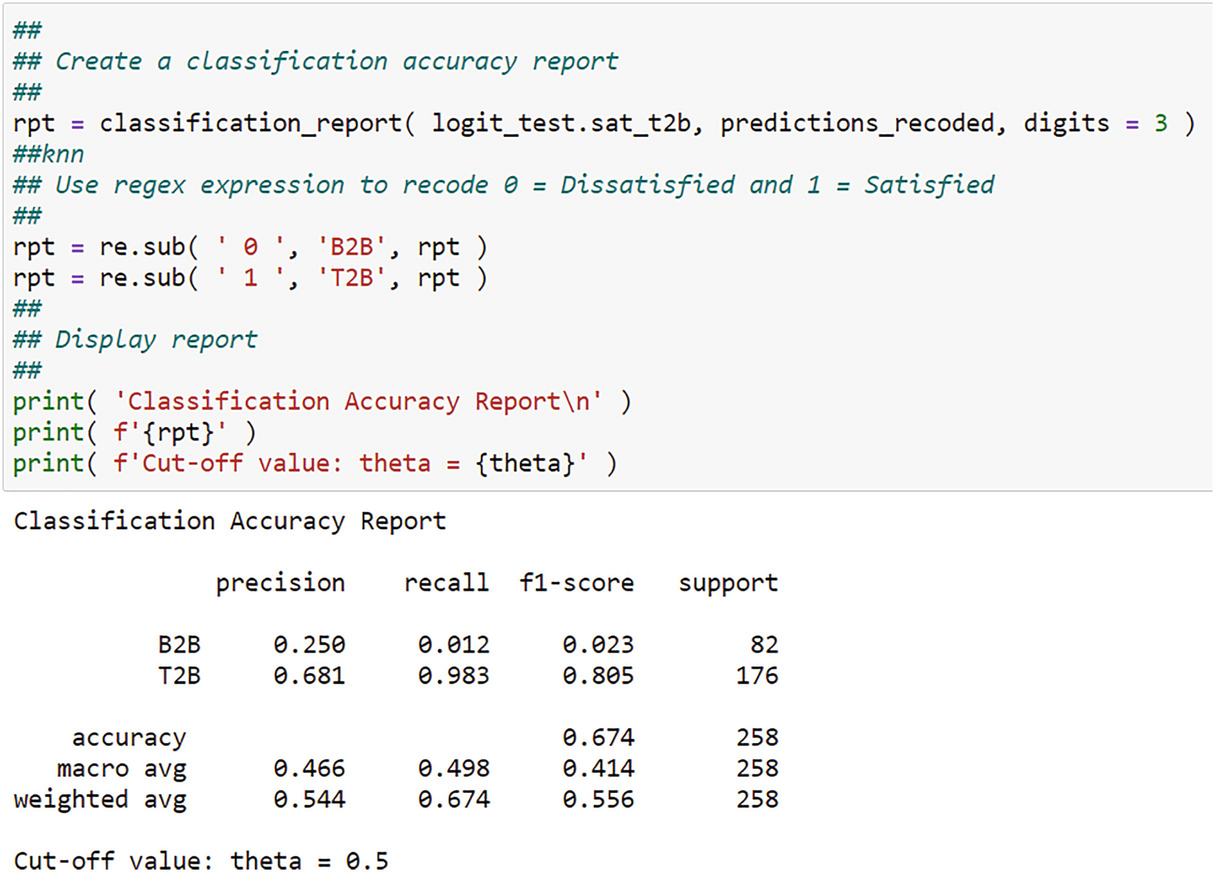 ##
## Create a classification accuracy report
##
rpt = classification_report( logit_test.sat_t2b, predictions_recoded, digits = 3 )
##knn
## Use regex expression to recode 0 = Dissatisfied and 1 = Satisfied
##
rpt = re.sub( ' 0 ', 'B2B', rpt )
rpt = re.sub( ' 1 ', 'T2B', rpt )
##
## Display report
##
print( 'Classification Accuracy Report\n' )
print( f'{rpt}' )
print( f'Cut-off value: theta = {theta}' )
Classification Accuracy Report
precision recall f1-score support
B2B 0.250 0.012 0.023 82
T2B 0.681 0.983 0.805 176
accuracy 0.674 258
macro avg 0.466 0.498 0.414 258
weighted avg 0.544 0.674 0.556 258
Cut-off value: theta = 0.5